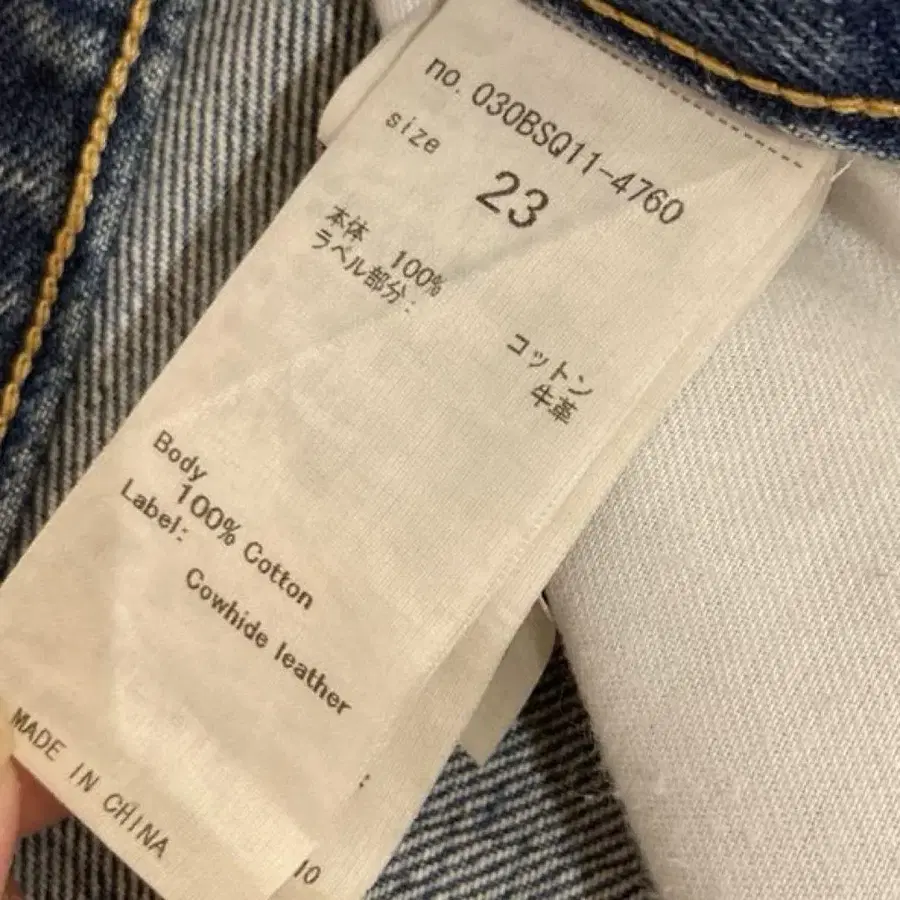 no. 030BSQ11-4760
size
23
本体 100%
ラベル部分:
コットン
牛革
Body
100% Cotton
Label:
Cowhide leather
MADE IN CHINA
10